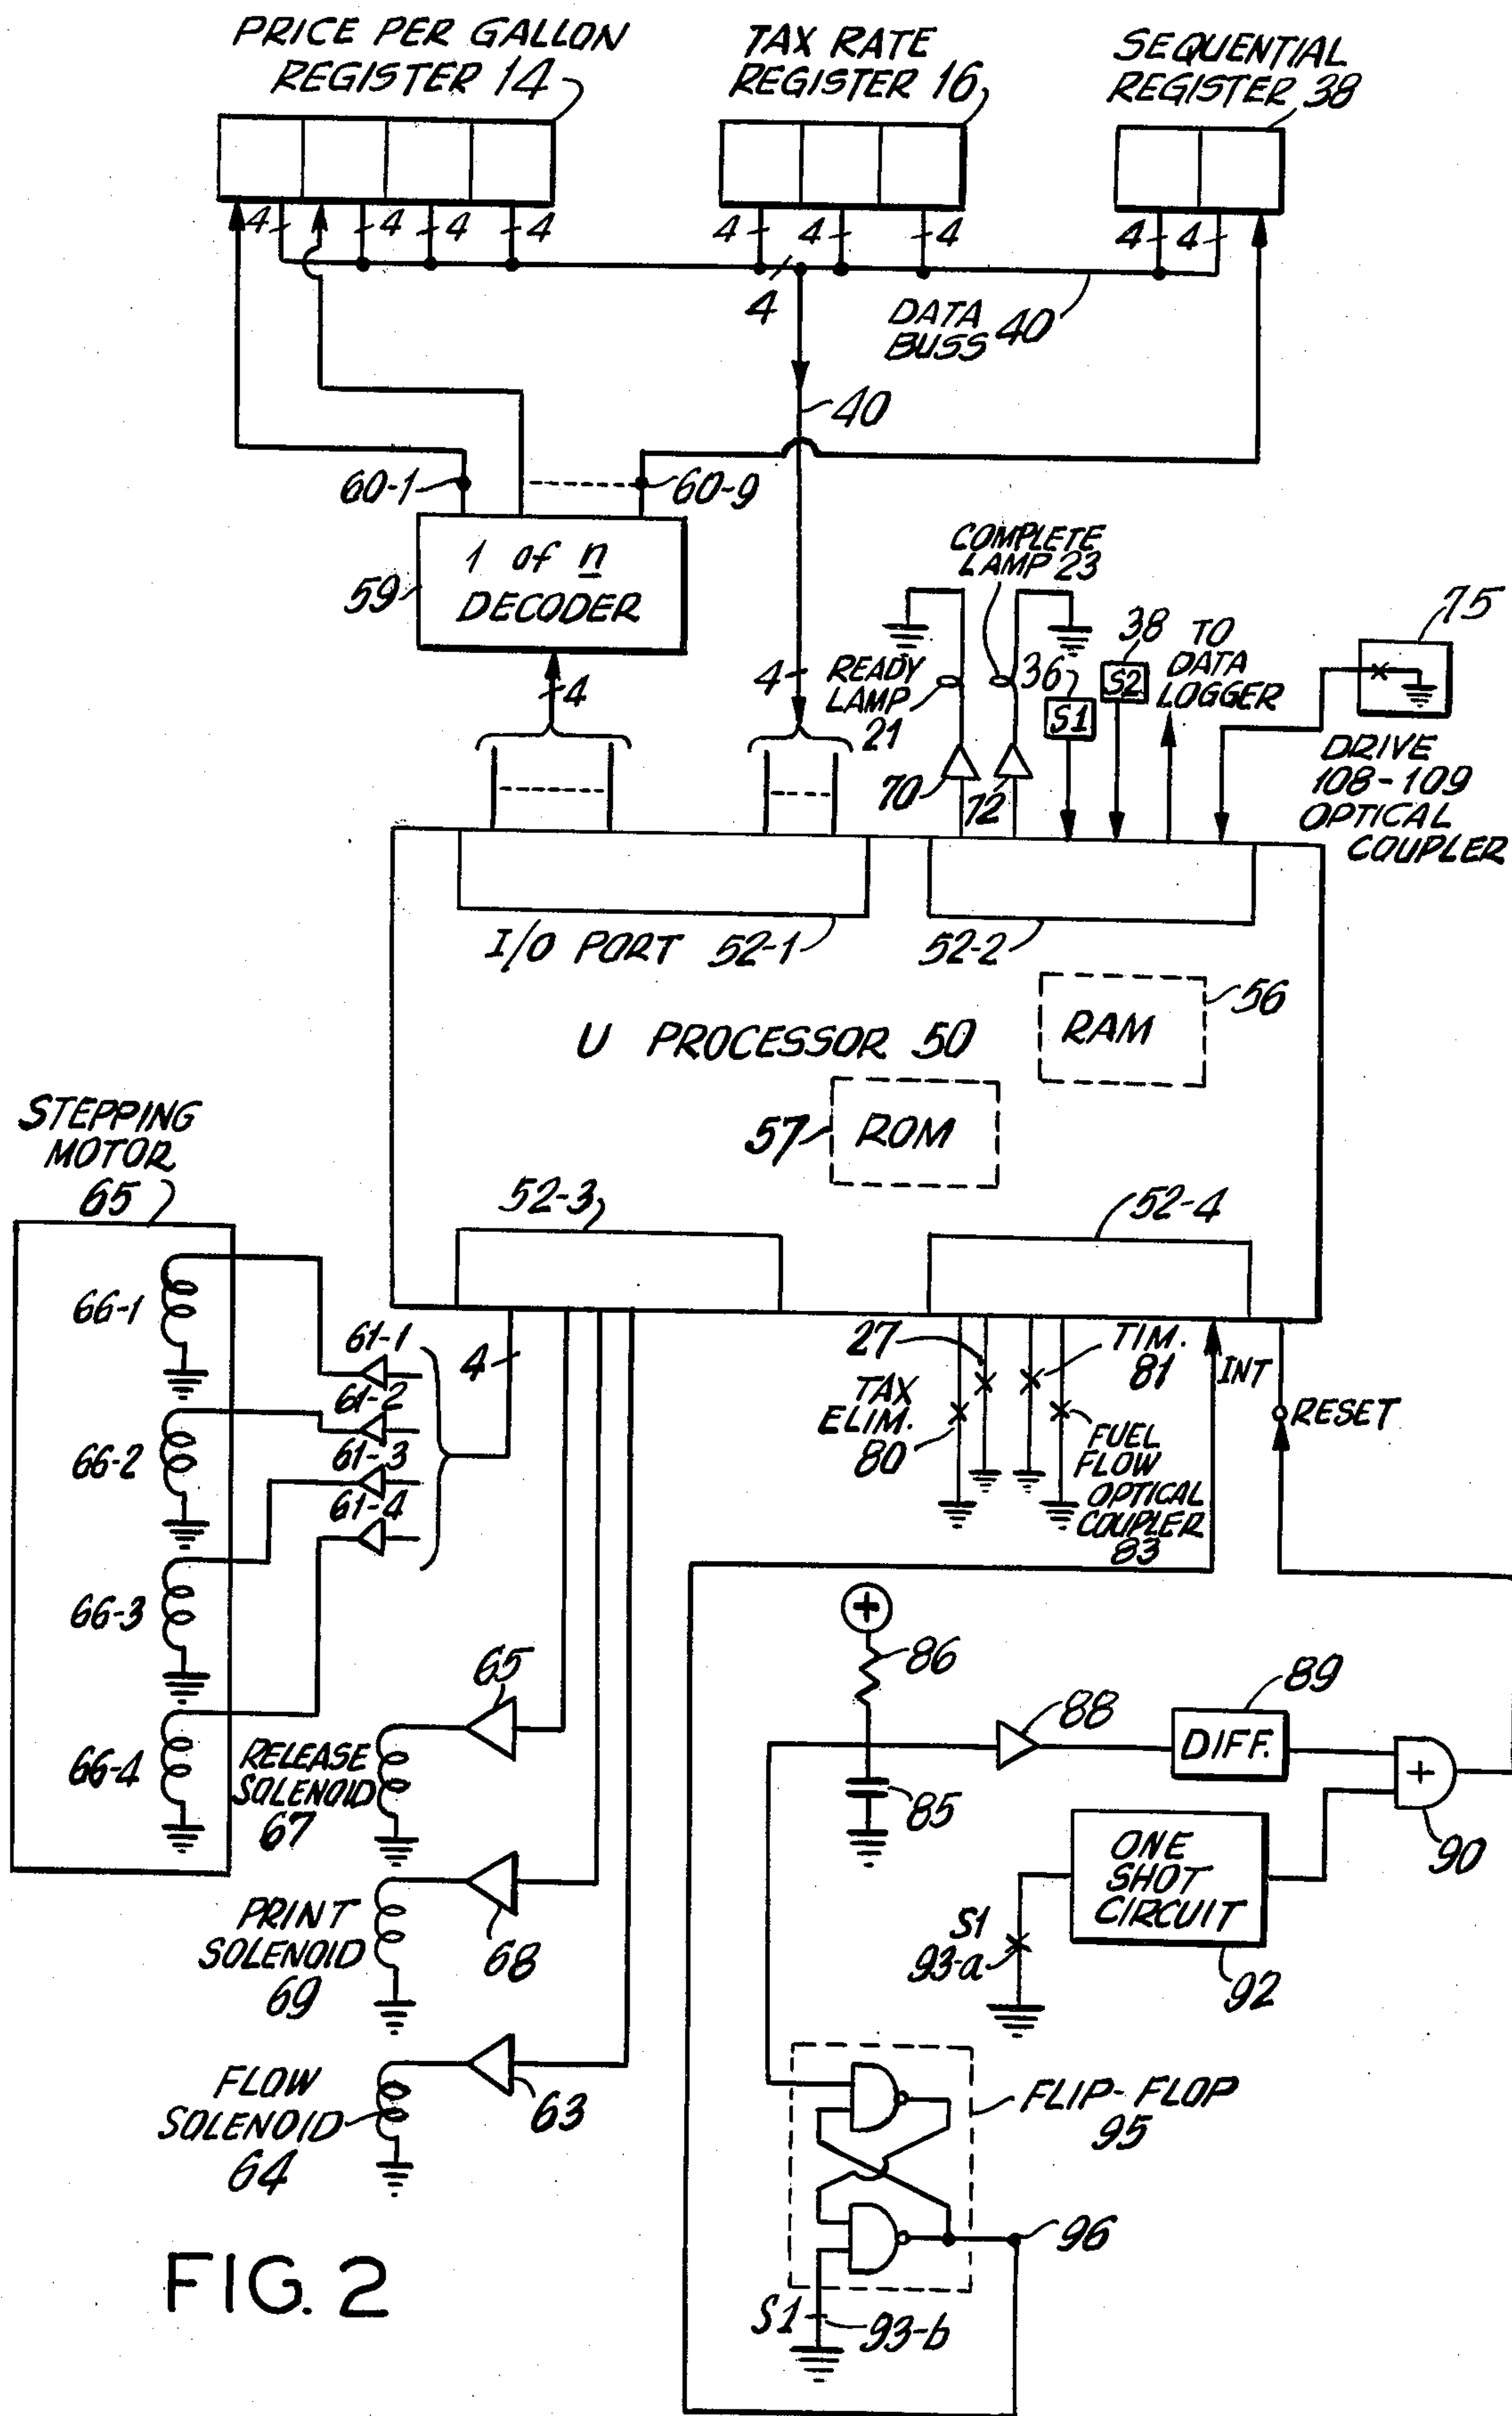 PRICE PER GALLON
REGISTER 14
TAX RATE
REGISTER 16
SEQUENTIAL
REGISTER 38
4
4
4
4
4
4
4
4
4
4
DATA
BUSS 40
40
60-1
60-9
1 of n
DECODER
59
4
4
COMPLETE
LAMP 23
READY
LAMP
21
36
S1
38
S2
TO
DATA
LOGGER
75
DRIVE
108-109
OPTICAL
COUPLER
70
72
I/O PORT 52-1
52-2
U PROCESSOR 50
RAM
56
57
ROM
52-3
52-4
STEPPING
MOTOR
65
66-1
66-2
66-3
66-4
61-1
61-2
61-3
61-4
4
27
TAX
ELIM.
80
TIM.
81
FUEL
FLOW
OPTICAL
COUPLER
83
INT
RESET
65
RELEASE
SOLENOID
67
PRINT
SOLENOID
69
68
FLOW
SOLENOID
64
63
+
86
85
88
89
DIFF.
+
90
ONE
SHOT
CIRCUIT
92
S1
93-a
FLIP-FLOP
95
96
S1
93-b
FIG. 2